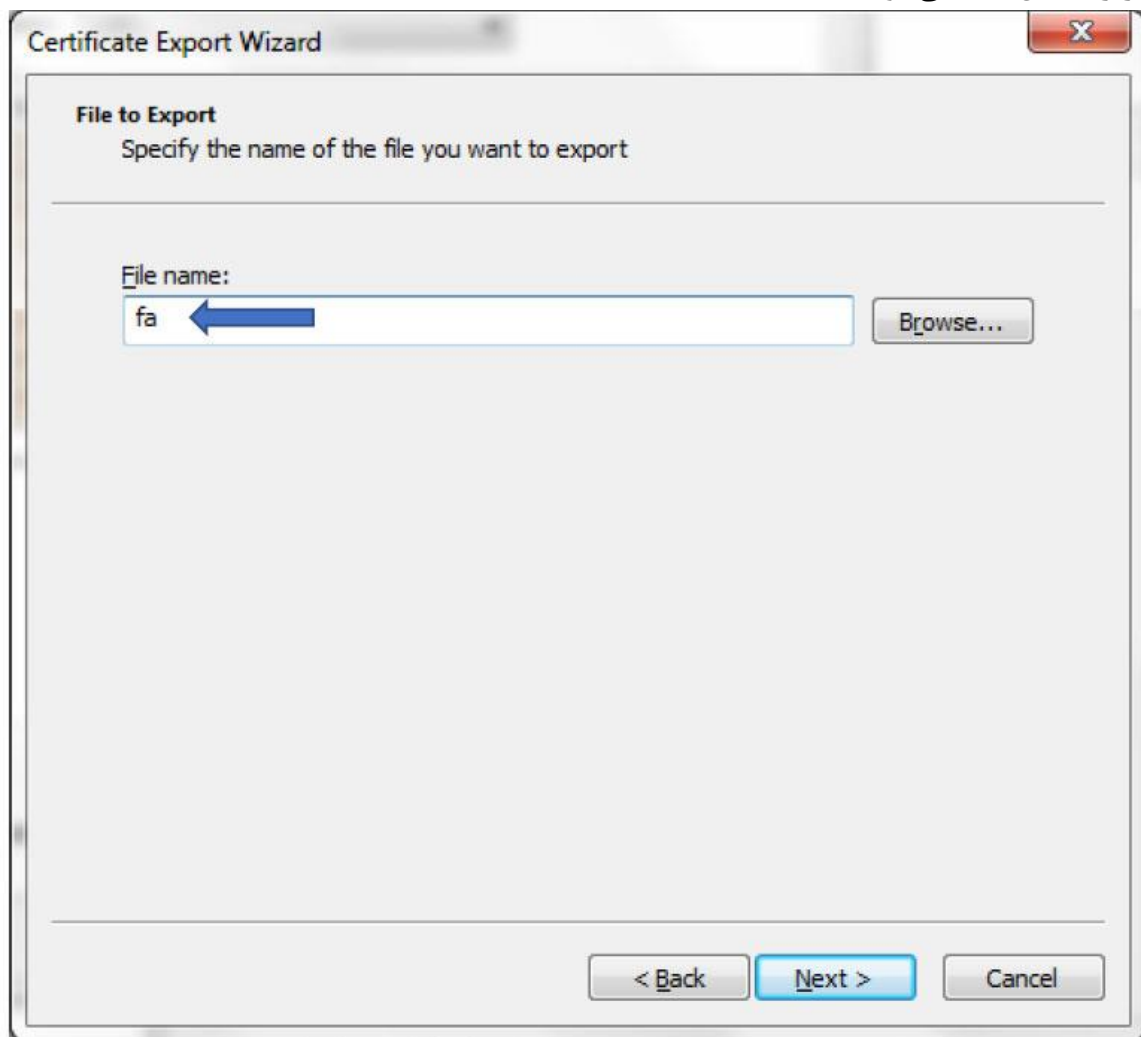 Certificate Export Wizard
File to Export
Specify the name of the file you want to export
File name:
fa
Browse...
< Back
Next >
Cancel